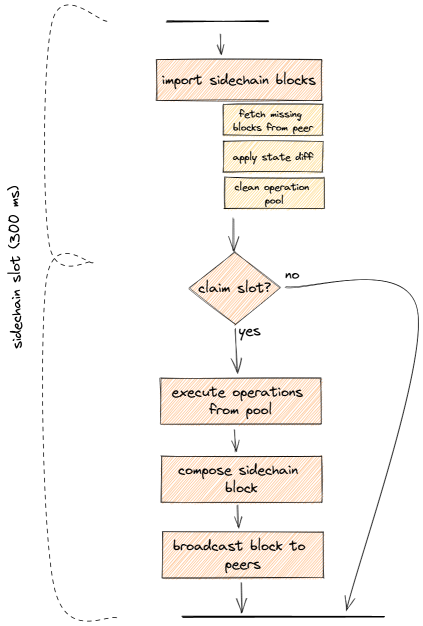 import sidechain blocks
fetch missing
blocks from peer
apply state diff
clean operation
pool
sidechain slot (300 ms)
claim slot?
no
yes
execute operations
from pool
compose sidechain
block
broadcast block to
peers